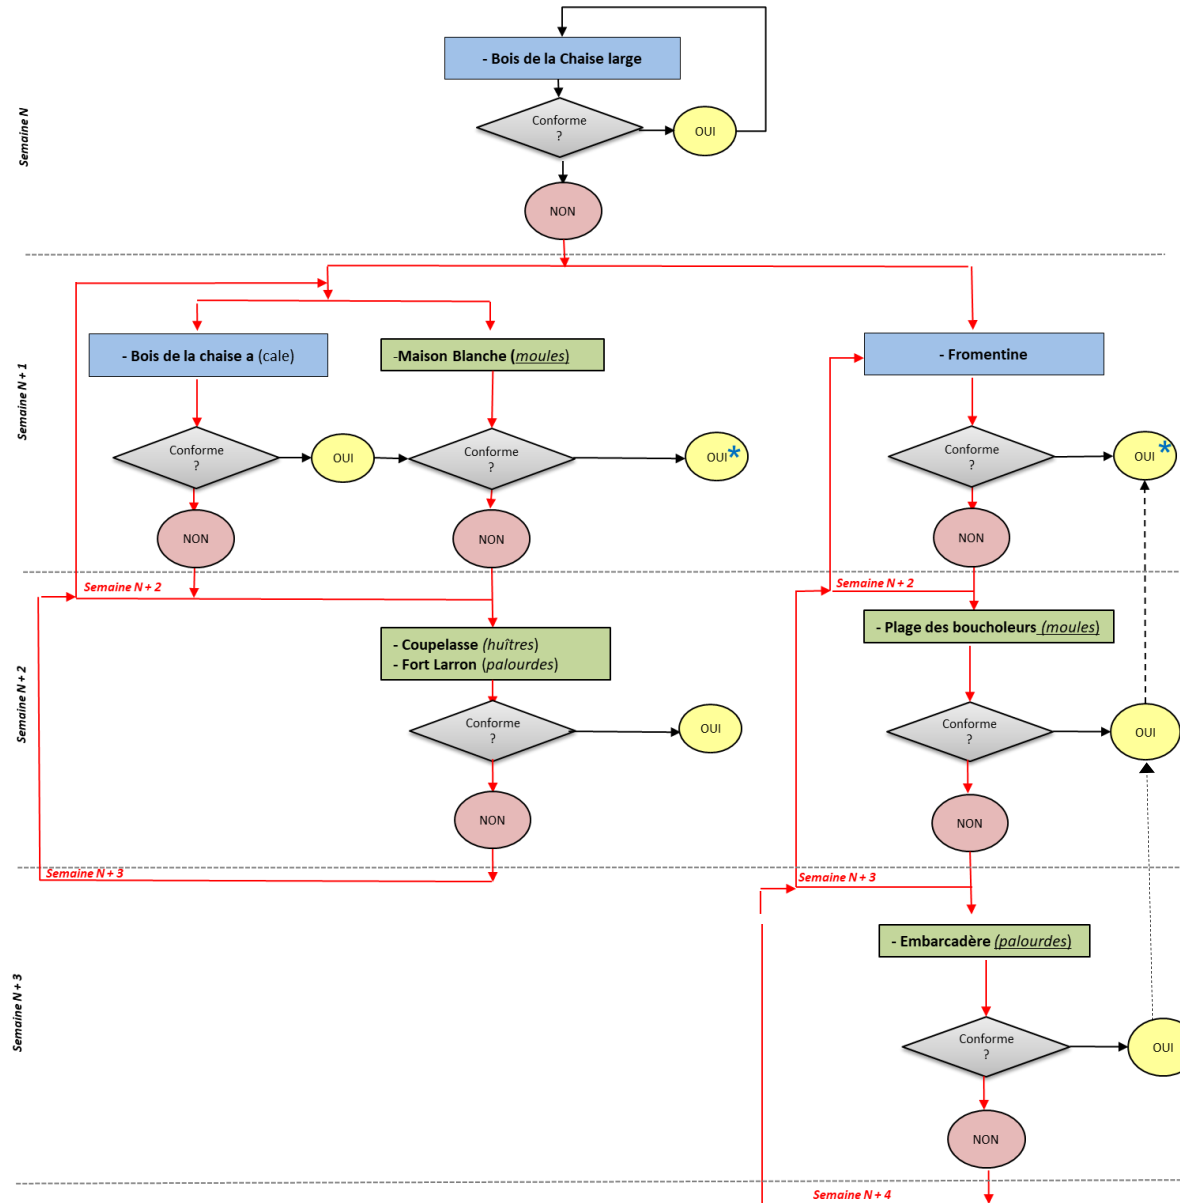 Semaine N
- Bois de la Chaise large
Conforme
?
OUI
NON
Semaine N + 1
- Bois de la chaise a (cale)
-Maison Blanche (moules)
- Fromentine
Conforme
?
OUI
Conforme
?
OUI*
Conforme
?
OUI*
NON
NON
NON
Semaine N + 2
Semaine N + 2
Semaine N + 2
- Coupelasse (huîtres)
- Fort Larron (palourdes)
- Plage des boucholeurs (moules)
Conforme
?
OUI
Conforme
?
OUI
NON
NON
Semaine N + 3
Semaine N + 3
Semaine N + 3
- Embarcadère (palourdes)
Conforme
?
OUI
NON
Semaine N + 4